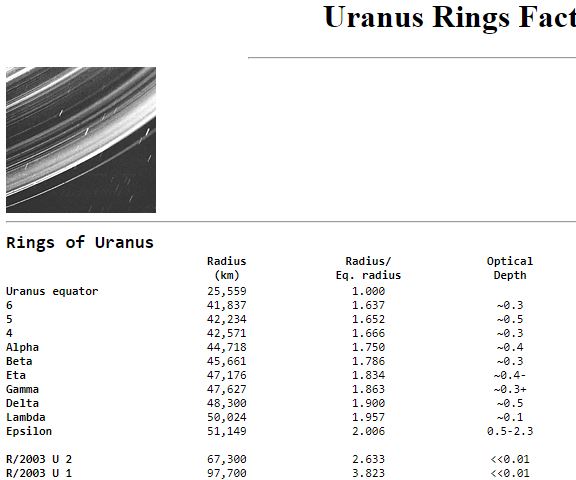 Uranus Rings Fact
Rings of Uranus
Radius Radius/ Optical
(km) Eq. radius Depth
Uranus equator 25,559 1.000
6 41,837 1.637 ~0.3
5 42,234 1.652 ~0.5
4 42,571 1.666 ~0.3
Alpha 44,718 1.750 ~0.4
Beta 45,661 1.786 ~0.3
Eta 47,176 1.834 ~0.4-
Gamma 47,627 1.863 ~0.3+
Delta 48,300 1.900 ~0.5
Lambda 50,024 1.957 ~0.1
Epsilon 51,149 2.006 0.5-2.3
R/2003 U 2 67,300 2.633 <<0.01
R/2003 U 1 97,700 3.823 <<0.01